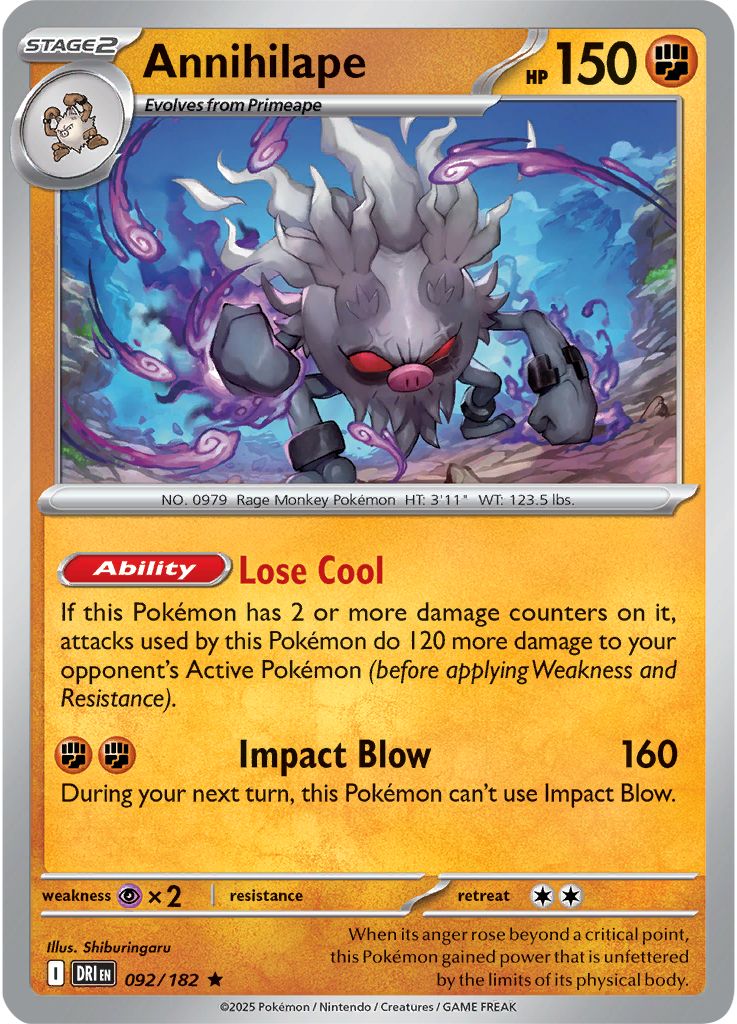 STAGE2
Annihilape
HP 150
Evolves from Primeape
NO. 0979 Rage Monkey Pokémon HT: 3'11" WT: 123.5 lbs.
Ability Lose Cool
If this Pokémon has 2 or more damage counters on it,
attacks used by this Pokémon do 120 more damage to your
opponent's Active Pokémon (before applying Weakness and
Resistance).
Impact Blow 160
During your next turn, this Pokémon can't use Impact Blow.
weakness ×2 resistance retreat
Illus. Shiburingaru
When its anger rose beyond a critical point,
this Pokémon gained power that is unfettered
by the limits of its physical body.
I DRI EN 092/182 ★
©2025 Pokémon / Nintendo / Creatures / GAME FREAK